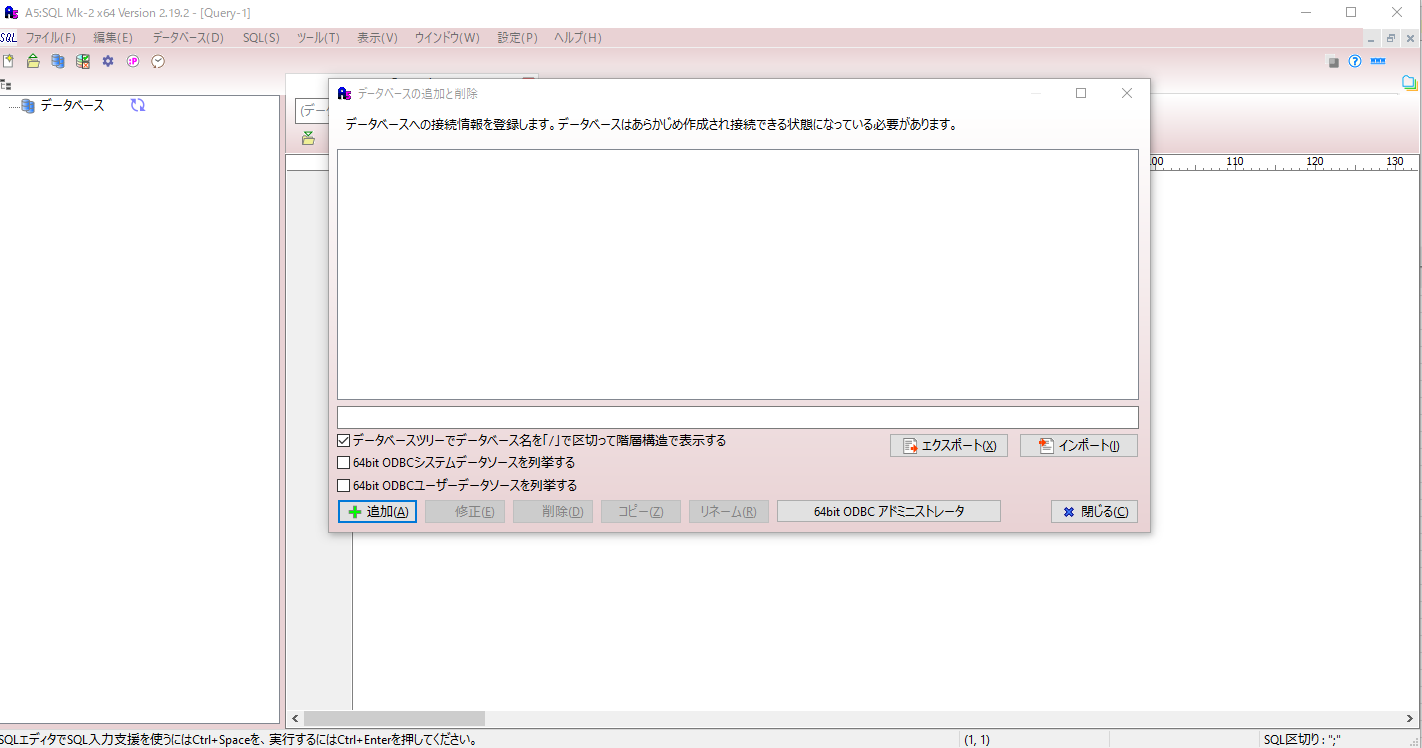 A5:SQL Mk-2 x64 Version 2.19.2 - [Query-1]
SQL ファイル(F) 編集(E) データベース(D) SQL(S) ツール(T) 表示(V) ウインドウ(W) 設定(P) ヘルプ(H)
データベース
(デー
データベースの追加と削除
データベースへの接続情報を登録します。データベースはあらかじめ作成され接続できる状態になっている必要があります。
00 110 120 130
データベースツリーでデータベース名を「/」で区切って階層構造で表示する
エクスポート(X) インポート(I)
64bit ODBCシステムデータソースを列挙する
64bit ODBCユーザーデータソースを列挙する
追加(A) 修正(E) 削除(D) コピー(Z) リネーム(R) 64bit ODBC アドミニストレータ 閉じる(C)
SQLエディタでSQL入力支援を使うにはCtrl+Spaceを、実行するにはCtrl+Enterを押してください。 (1, 1) SQL区切り : ";"